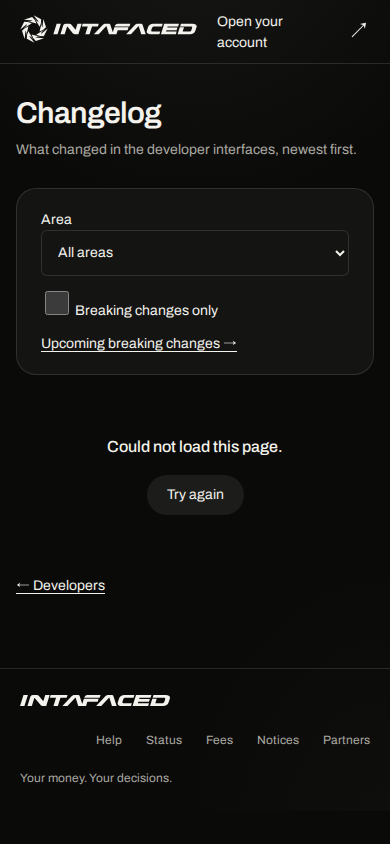 INTAFACED
Open your
account
Changelog
What changed in the developer interfaces, newest first.
Area
All areas
Breaking changes only
Upcoming breaking changes →
Could not load this page.
Try again
← Developers
INTAFACED
Help Status Fees Notices Partners
Your money. Your decisions.